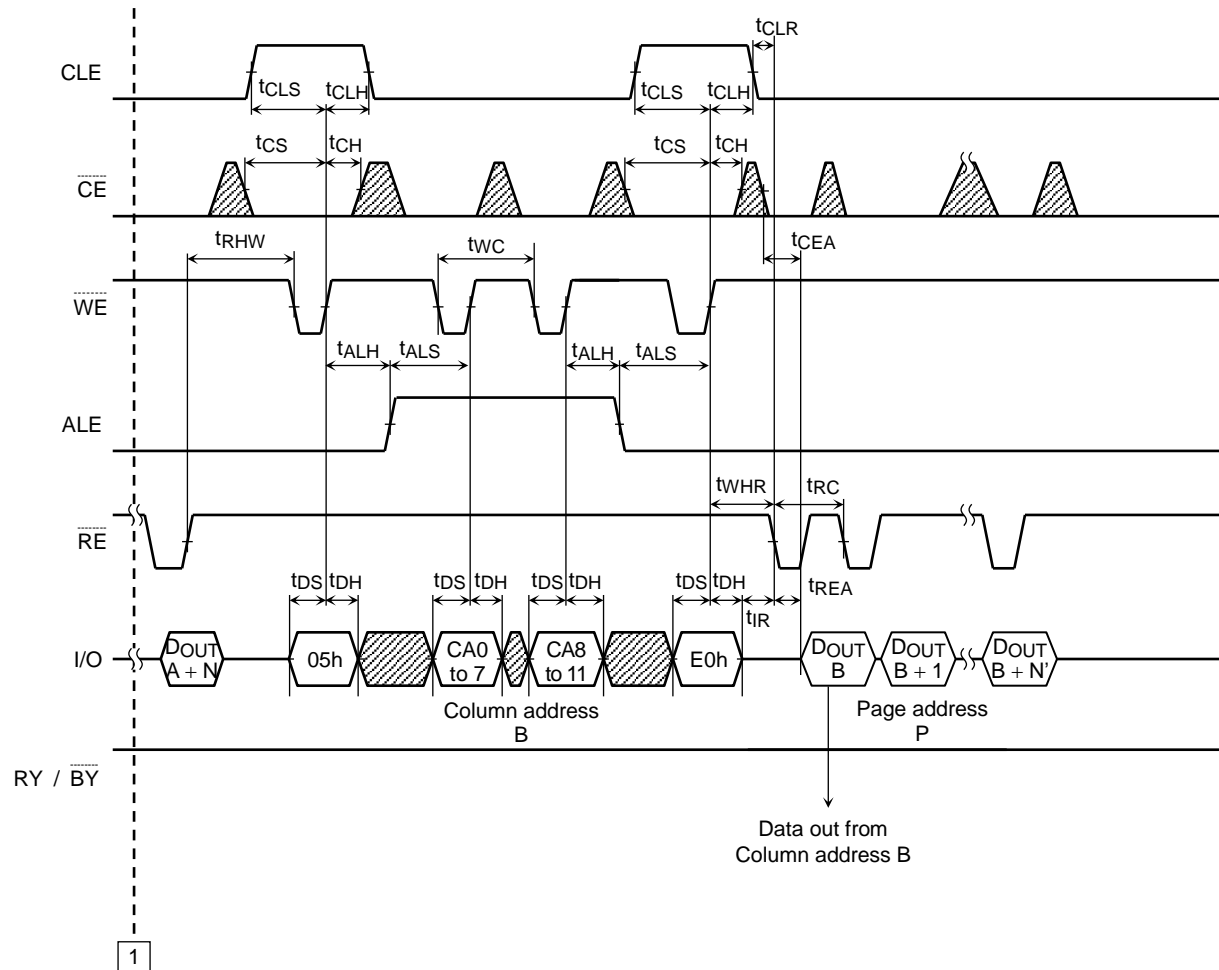 tCLR
CLE
tCLS tCLH tCLS tCLH
tCS tCH tCS tCH
CE
tRHW tWC tCEA
WE
tALH tALS tALH tALS
ALE
tWHR tRC
RE
tDS tDH tDS tDH tDS tDH tDS tDH tREA
tIR
I/O
DOUT
A + N
05h
CA0
to 7
CA8
to 11
E0h
DOUT
B
DOUT
B + 1
DOUT
B + N'
Column address
B
Page address
P
RY / BY
Data out from
Column address B
1